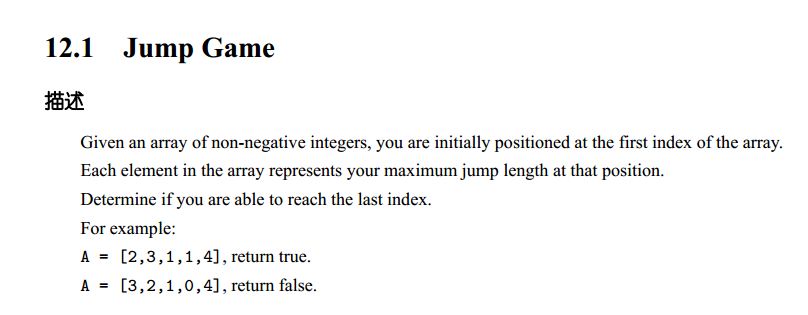 12.1 Jump Game
描述
Given an array of non-negative integers, you are initially positioned at the first index of the array.
Each element in the array represents your maximum jump length at that position.
Determine if you are able to reach the last index.
For example:
A = [2,3,1,1,4], return true.
A = [3,2,1,0,4], return false.